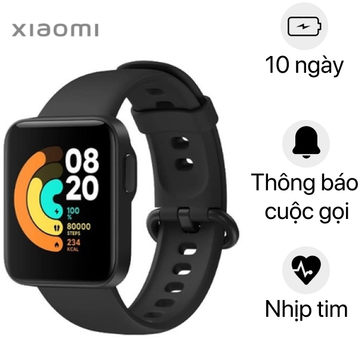 xiaomi
10 ngày
08
20
100%
80000
STEPS
234
KCAL
Thông báo
cuộc gọi
Nhịp tim